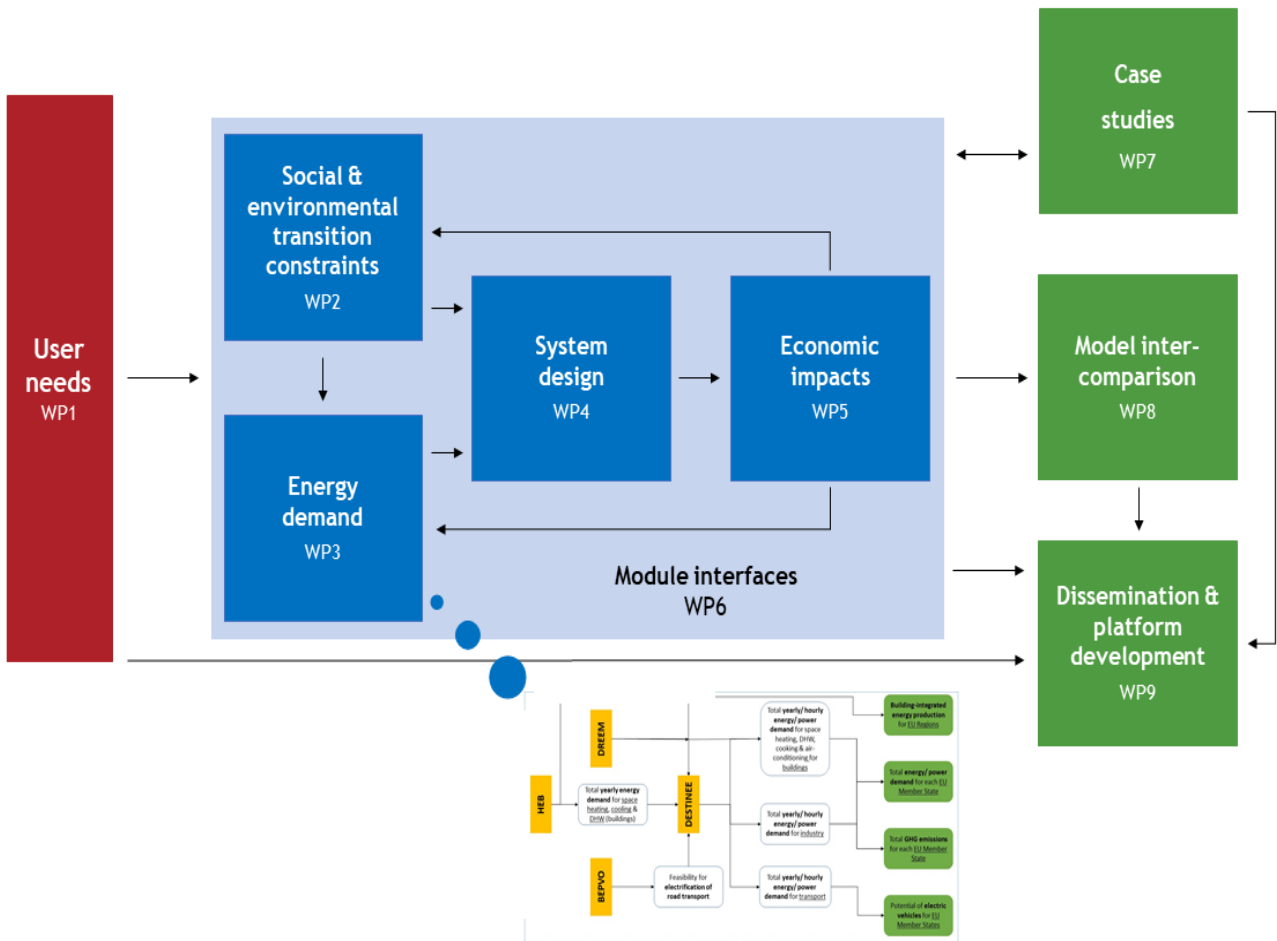 User
needs
WP1
Social &
environmental
transition
constraints
WP2
Energy
demand
WP3
System
design
WP4
Economic
impacts
WP5
Module interfaces
WP6
Case
studies
WP7
Model inter-
comparison
WP8
Dissemination &
platform
development
WP9
HEB
DREEM
BEPVO
Total yearly energy
demand for space
heating, cooling &
DHW (buildings)
Feasibility for
electrification of
road transport
DESTINEE
Total yearly/ hourly
energy/ power
demand for space
heating, DHW,
cooking & air-
conditioning for
buildings
Total yearly/ hourly
energy/ power
demand for industry
Total yearly/ hourly
energy/ power
demand for transport
Building-integrated
energy production
for EU Regions
Total energy/ power
demand for each EU
Member State
Total GHG emissions
for each EU Member
State
Potential of electric
vehicles for EU
Member States